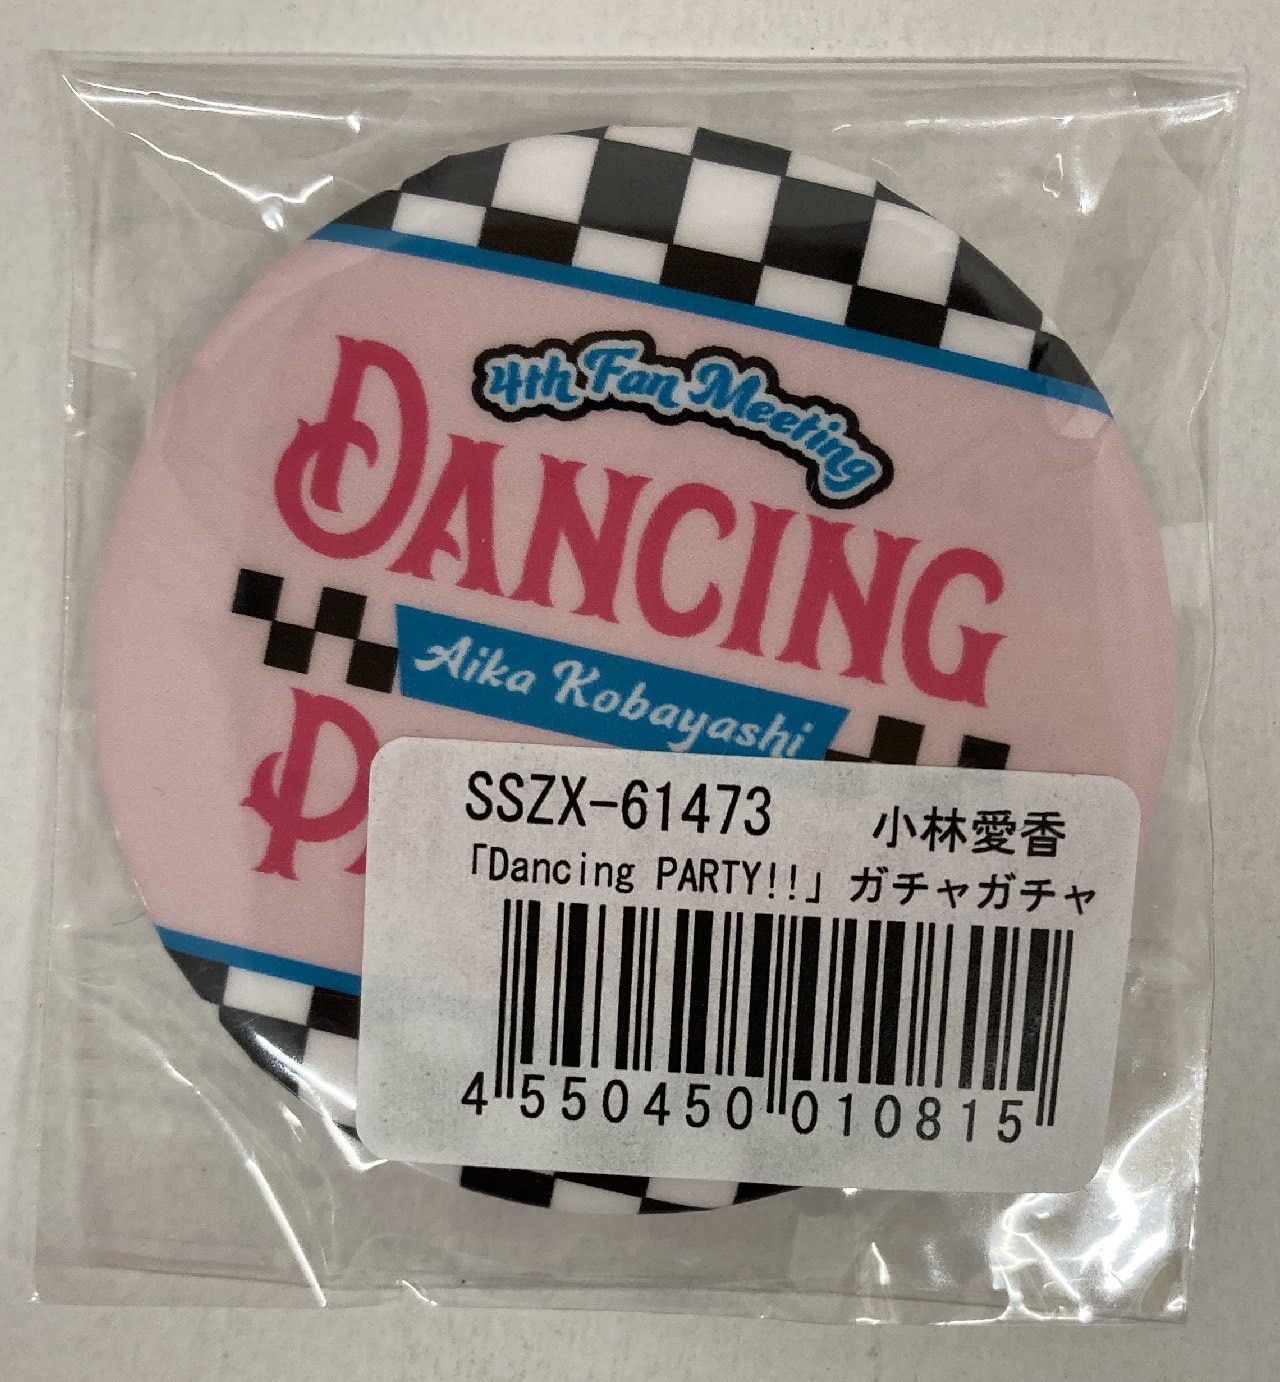 4th Fan Meeting
DANCING
Aika Kobayashi
PA
SSZX-61473 小林愛香
「Dancing PARTY!!」ガチャガチャ
4 550450 010815